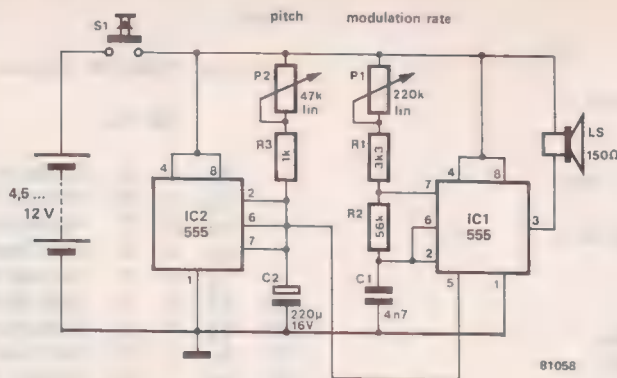 pitch
modulation rate
S1
P2
47k
lin
P1
220k
lin
R3
1k
R1
3k3
R2
56k
4
8
2
6
7
1
IC2
555
4
8
7
6
2
3
5
1
IC1
555
LS
150Ω
4,5 ...
12 V
C2
220µ
16V
C1
4n7
81058